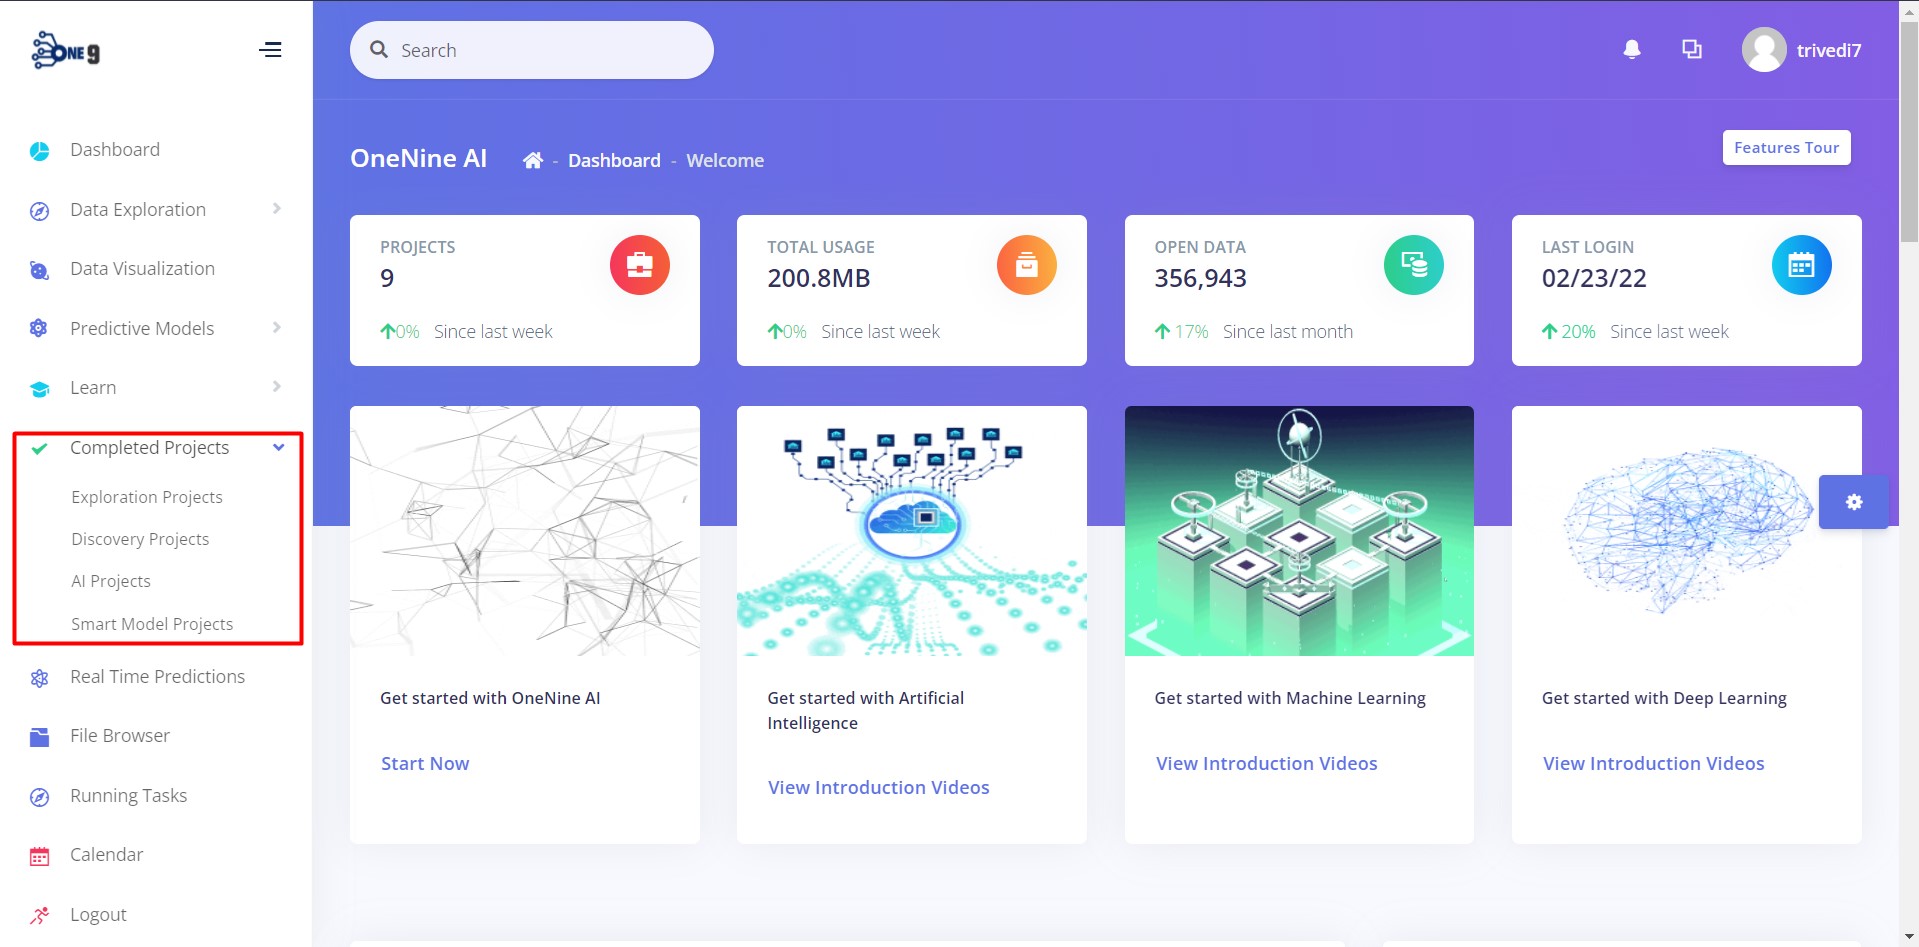 ONE 9
Search
trivedi7
Dashboard
Data Exploration
Data Visualization
Predictive Models
Learn
Completed Projects
Exploration Projects
Discovery Projects
AI Projects
Smart Model Projects
Real Time Predictions
File Browser
Running Tasks
Calendar
Logout
OneNine AI - Dashboard - Welcome
Features Tour
PROJECTS
9
0% Since last week
TOTAL USAGE
200.8MB
0% Since last week
OPEN DATA
356,943
17% Since last month
LAST LOGIN
02/23/22
20% Since last week
Get started with OneNine AI
Start Now
Get started with Artificial
Intelligence
View Introduction Videos
Get started with Machine Learning
View Introduction Videos
Get started with Deep Learning
View Introduction Videos